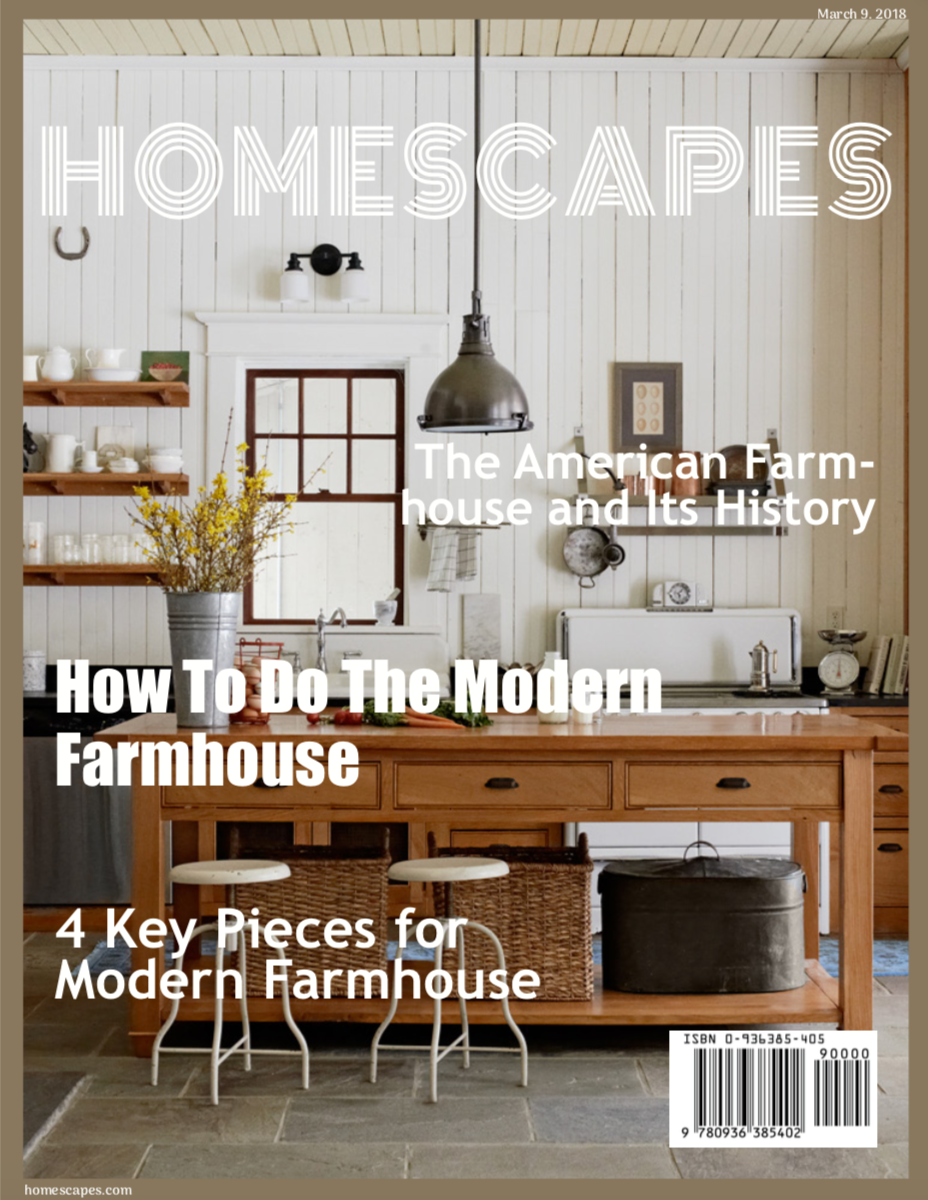 March 9, 2018
HOMESCAPES
The American Farm-
house and Its History
How To Do The Modern
Farmhouse
4 Key Pieces for
Modern Farmhouse
ISBN 0-936385-405
90000
9 780936 385402
homescapes.com